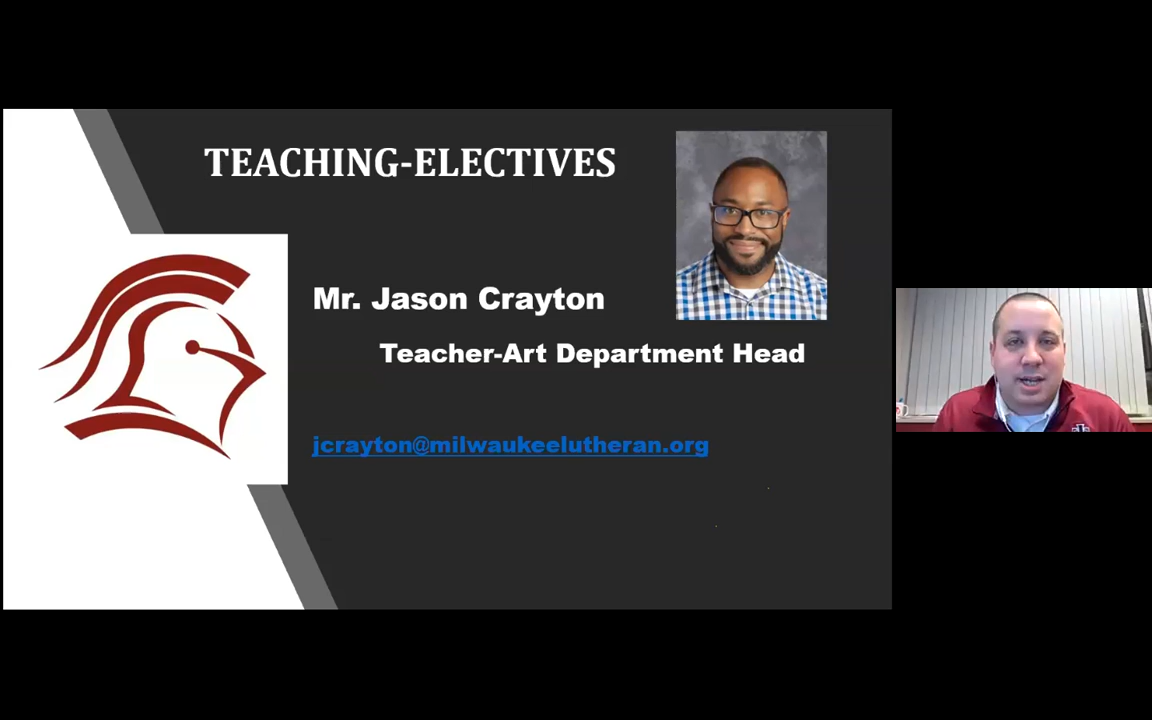 TEACHING-ELECTIVES
Mr. Jason Crayton
Teacher-Art Department Head
jcrayton@milwaukeelutheran.org